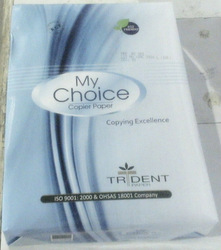 My
Choice
Copier Paper
Copying Excellence
TRIDENT
ISO 9001: 2000 & OHSAS 18001 Company